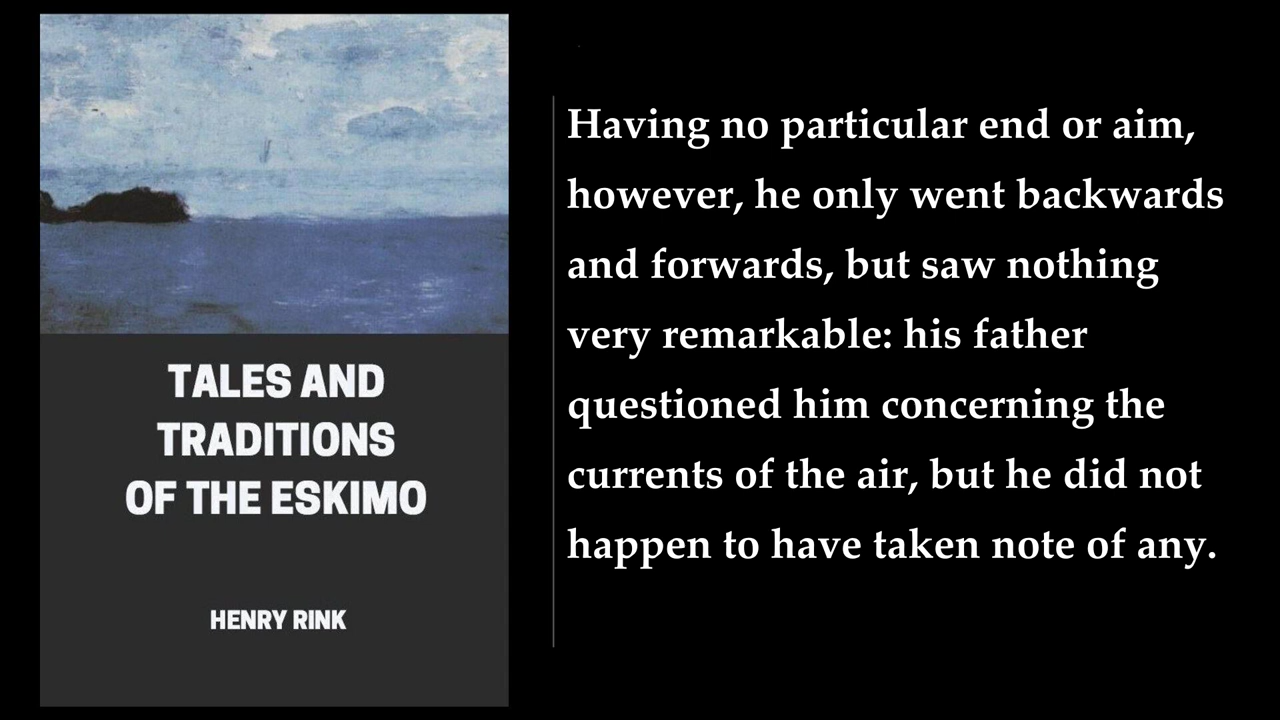 TALES AND
TRADITIONS
OF THE ESKIMO
HENRY RINK
Having no particular end or aim,
however, he only went backwards
and forwards, but saw nothing
very remarkable: his father
questioned him concerning the
currents of the air, but he did not
happen to have taken note of any.